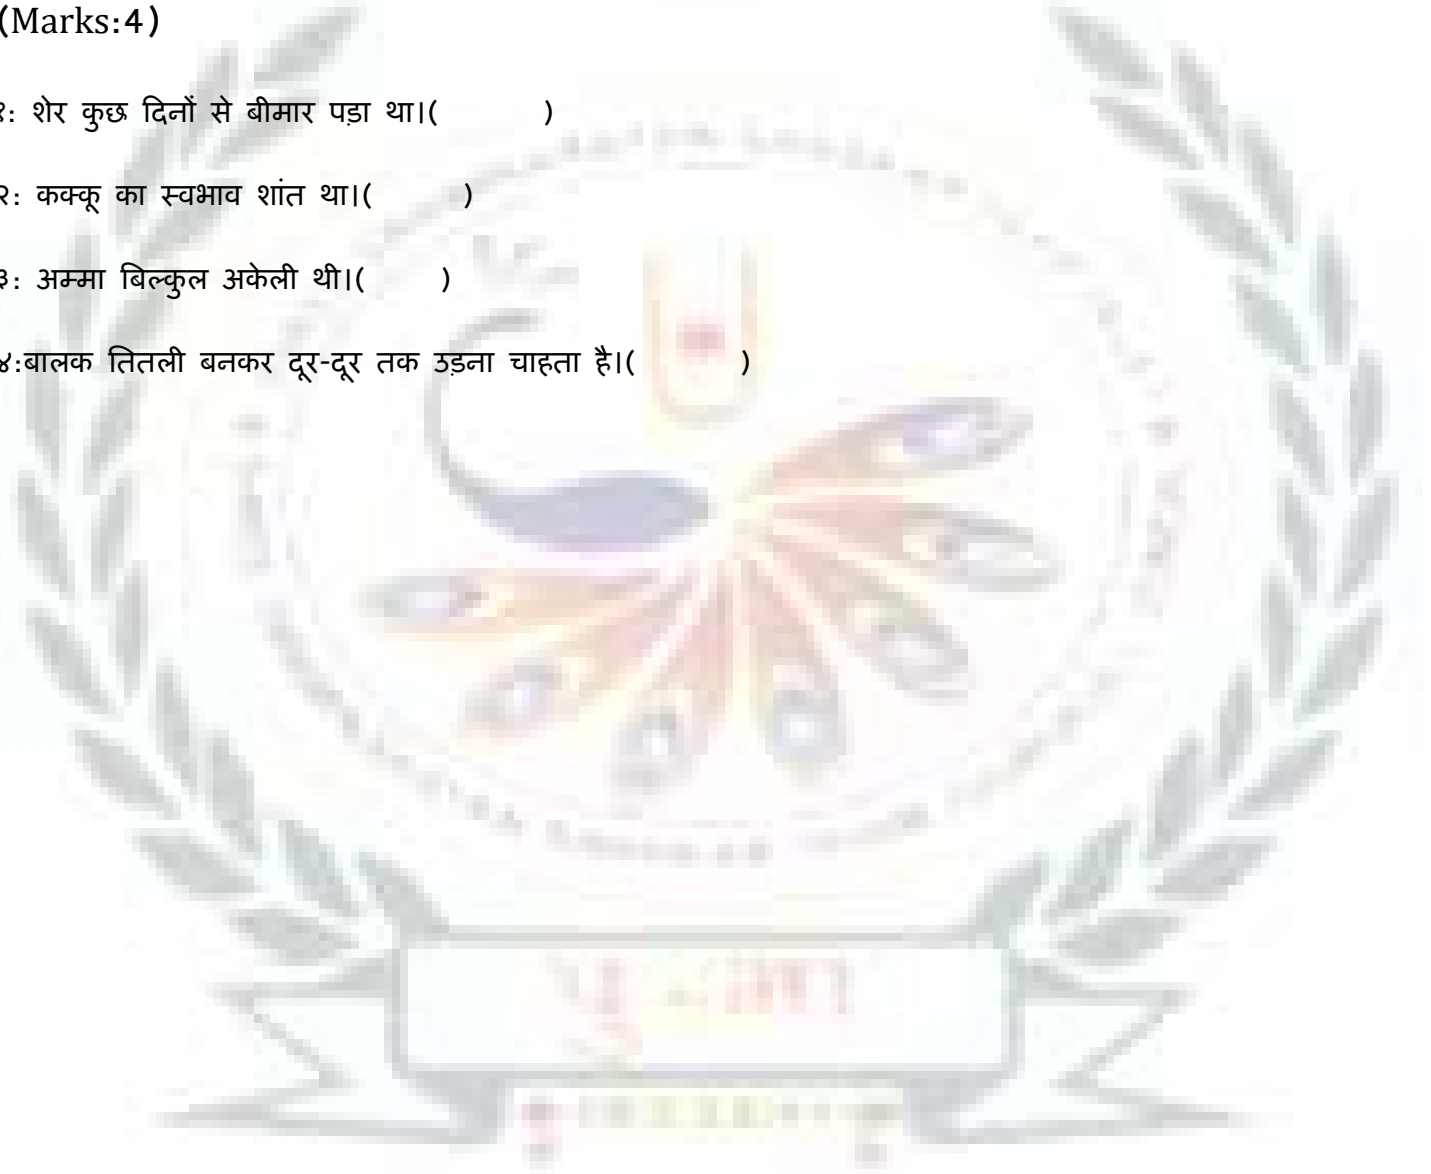 (Marks:4)
१: शेर कुछ दिनों से बीमार पड़ा था।( )
२: कक्कू का स्वभाव शांत था।( )
३: अम्मा बिल्कुल अकेली थी।( )
४:बालक तितली बनकर दूर-दूर तक उड़ना चाहता है।( )